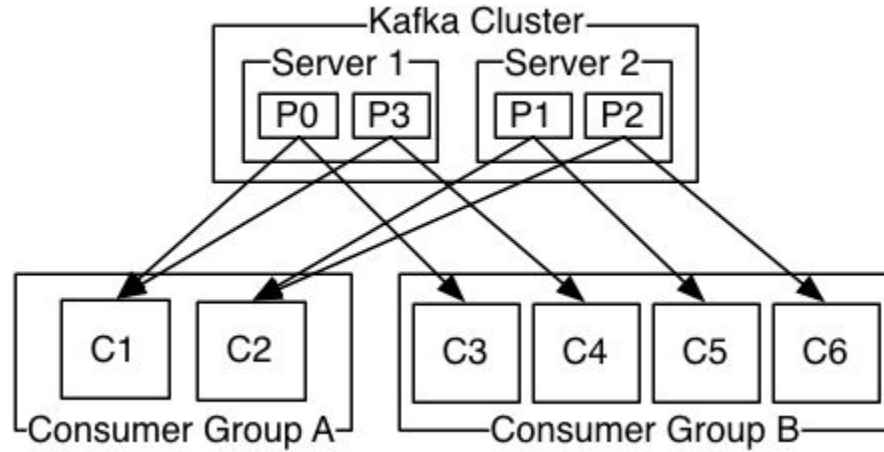 Kafka Cluster
Server 1
Server 2
P0
P3
P1
P2
C1
C2
C3
C4
C5
C6
Consumer Group A
Consumer Group B